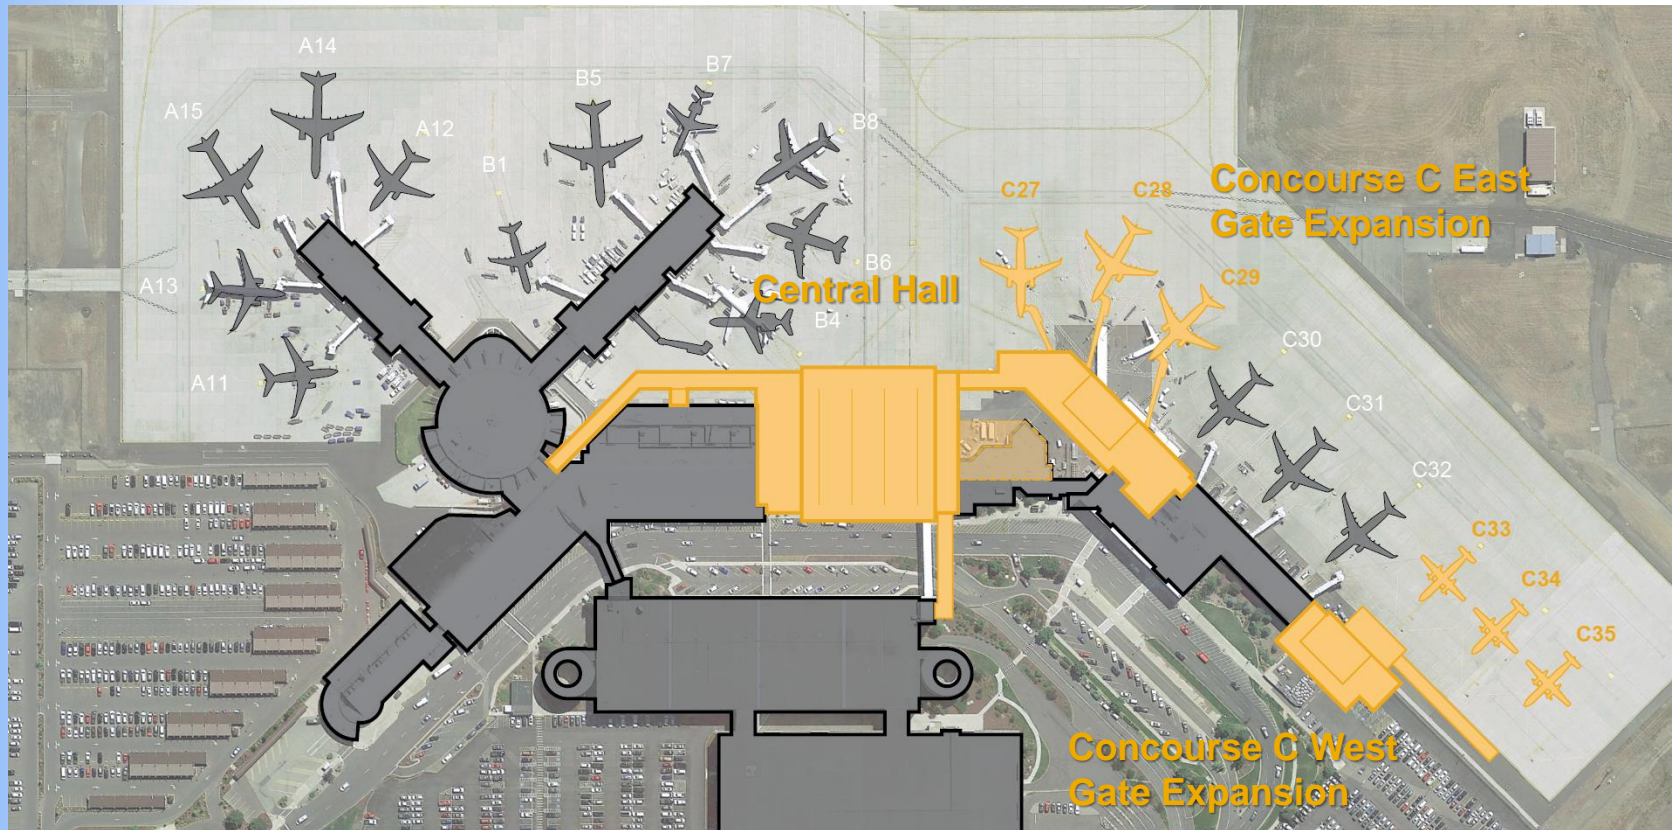 A14
A15
A12
B5
B7
B8
B1
C27
C28
Concourse C East
Gate Expansion
A13
B6
Central Hall
C29
B4
C30
A11
C31
C32
C33
C34
C35
Concourse C West
Gate Expansion